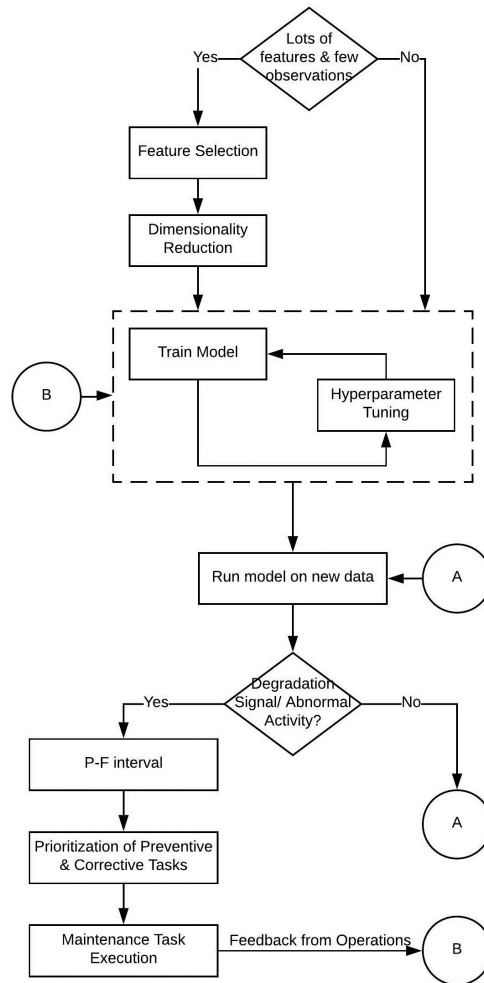 Lots of
features & few
observations
Yes
No
Feature Selection
Dimensionality
Reduction
Train Model
Hyperparameter
Tuning
B
Run model on new data
A
Degradation
Signal/ Abnormal
Activity?
Yes
No
P-F interval
A
Prioritization of Preventive
& Corrective Tasks
Maintenance Task
Execution
Feedback from Operations
B